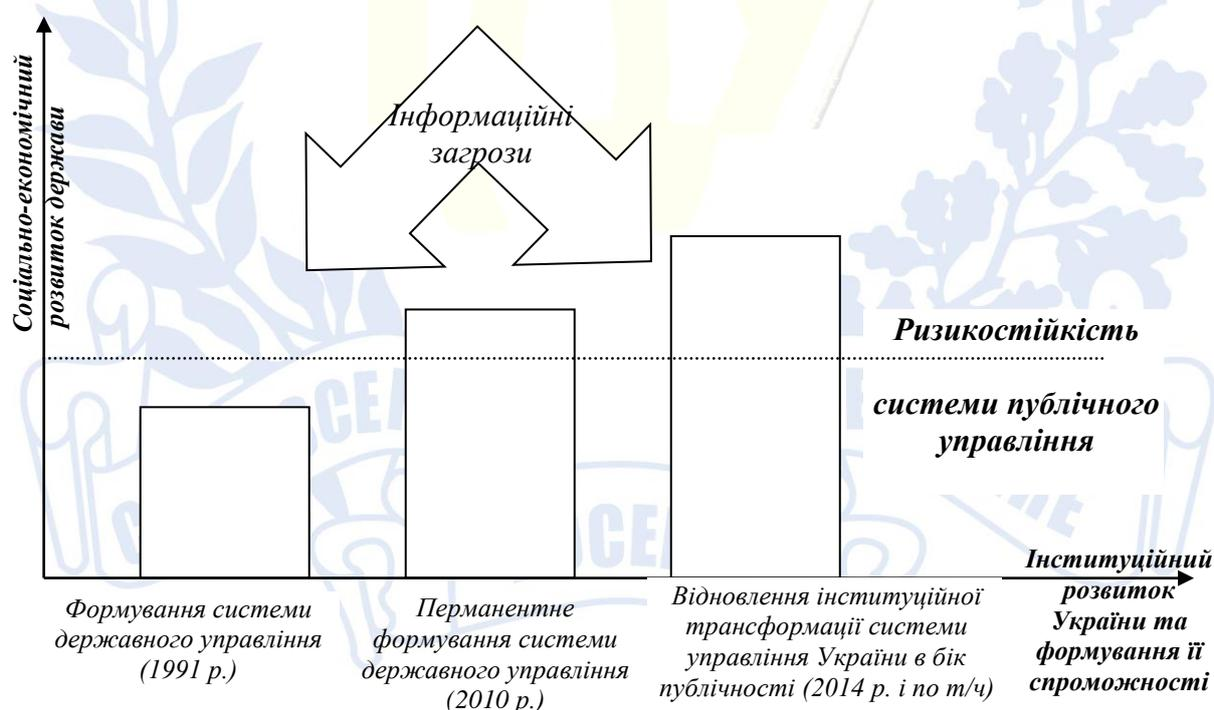 Соціально-економічний
розвиток держави
Інформаційні
загрози
Ризикостійкість
системи публічного
управління
Формування системи
державного управління
(1991 р.)
Перманентне
формування системи
державного управління
(2010 р.)
Відновлення інституційної
трансформації системи
управління України в бік
публічності (2014 р. і по т/ч)
Інституційний
розвиток
України та
формування її
спроможності